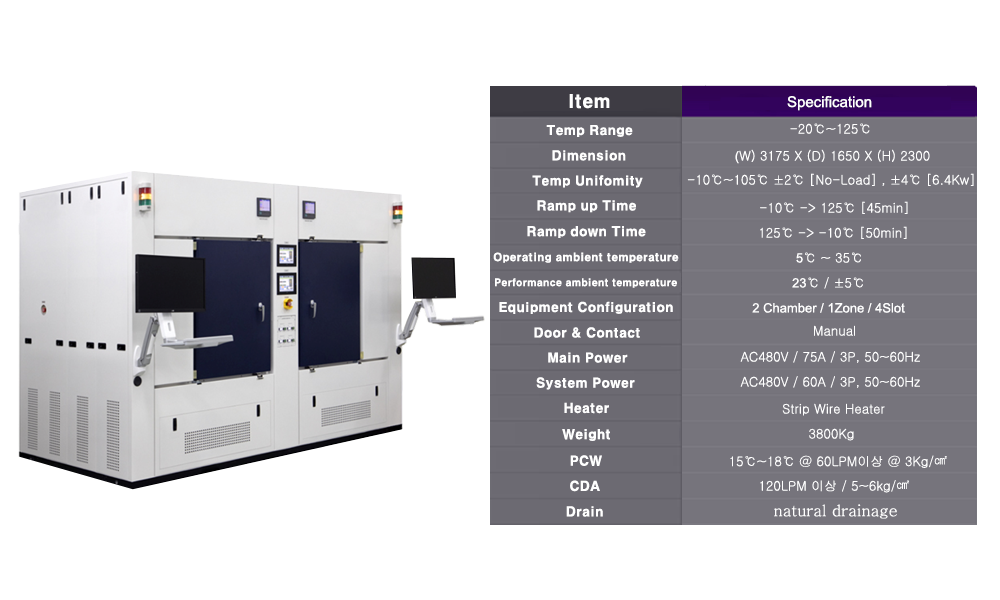 Item Specification
Temp Range -20℃~125℃
Dimension (W) 3175 X (D) 1650 X (H) 2300
Temp Unifomity -10℃~105℃ ±2℃ [No-Load] , ±4℃ [6.4Kw]
Ramp up Time -10℃ -> 125℃ [45min]
Ramp down Time 125℃ -> -10℃ [50min]
Operating ambient temperature 5℃ ~ 35℃
Performance ambient temperature 23℃ / ±5℃
Equipment Configuration 2 Chamber / 1Zone / 4Slot
Door & Contact Manual
Main Power AC480V / 75A / 3P, 50~60Hz
System Power AC480V / 60A / 3P, 50~60Hz
Heater Strip Wire Heater
Weight 3800Kg
PCW 15℃~18℃ @ 60LPM이상 @ 3Kg/㎠
CDA 120LPM 이상 / 5~6kg/㎠
Drain natural drainage